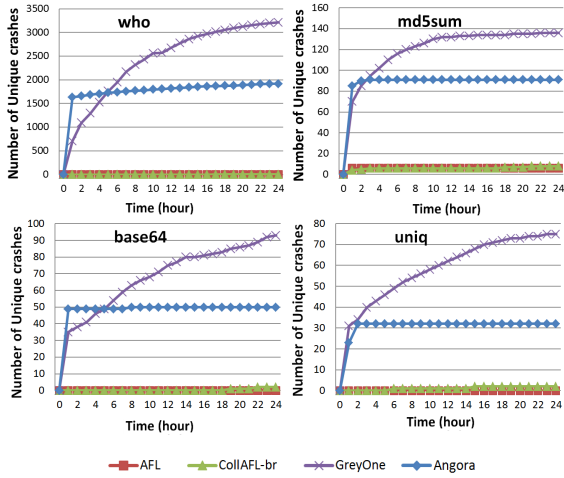 who
Number of Unique crashes
3500
3000
2500
2000
1500
1000
500
0
0 2 4 6 8 10 12 14 16 18 20 22 24
Time (hour)
md5sum
Number of Unique crashes
160
140
120
100
80
60
40
20
0
0 2 4 6 8 10 12 14 16 18 20 22 24
Time (hour)
base64
Number of Unique crashes
100
90
80
70
60
50
40
30
20
10
0
0 2 4 6 8 10 12 14 16 18 20 22 24
Time (hour)
uniq
Number of Unique crashes
80
70
60
50
40
30
20
10
0
0 2 4 6 8 10 12 14 16 18 20 22 24
Time (hour)
AFL CollAFL-br GreyOne Angora